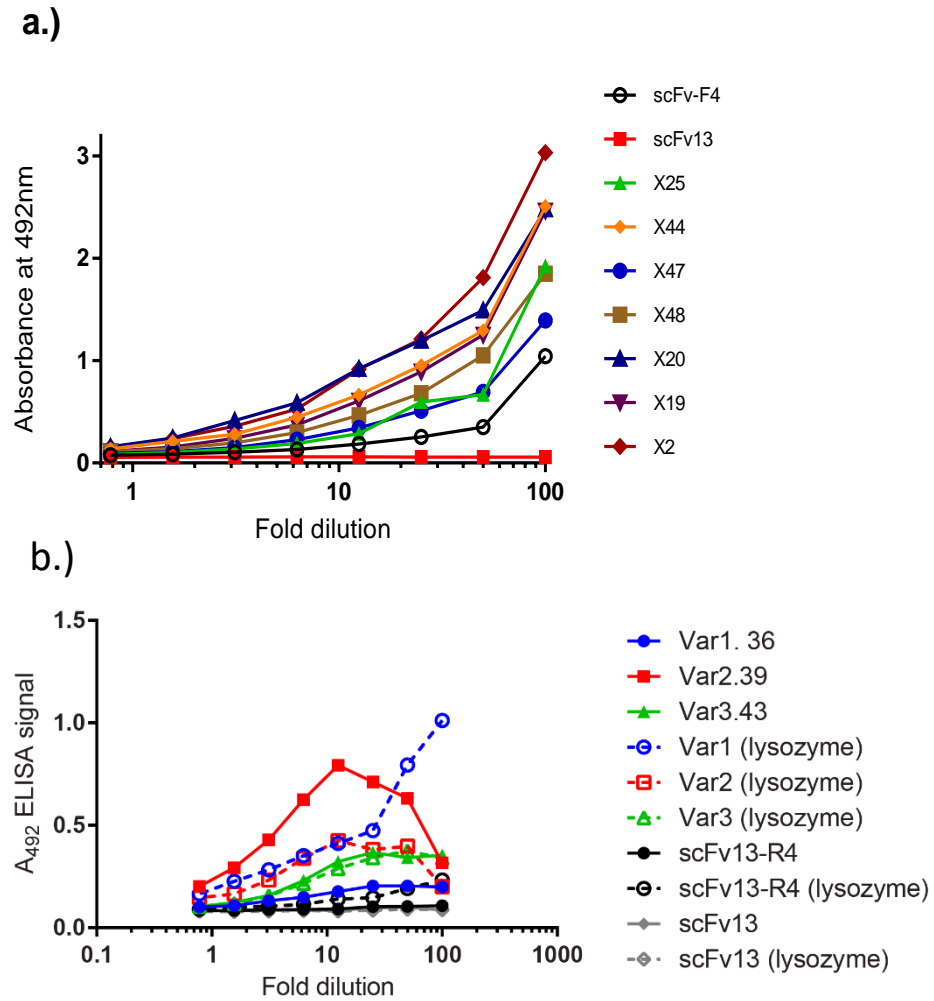 a.)
Absorbance at 492nm
3
2
1
0
1
10
100
Fold dilution
scFv-F4
scFv13
X25
X44
X47
X48
X20
X19
X2
b.)
A492 ELISA signal
1.5
1.0
0.5
0.0
0.1
1
10
100
1000
Fold dilution
Var1. 36
Var2.39
Var3.43
Var1 (lysozyme)
Var2 (lysozyme)
Var3 (lysozyme)
scFv13-R4
scFv13-R4 (lysozyme)
scFv13
scFv13 (lysozyme)